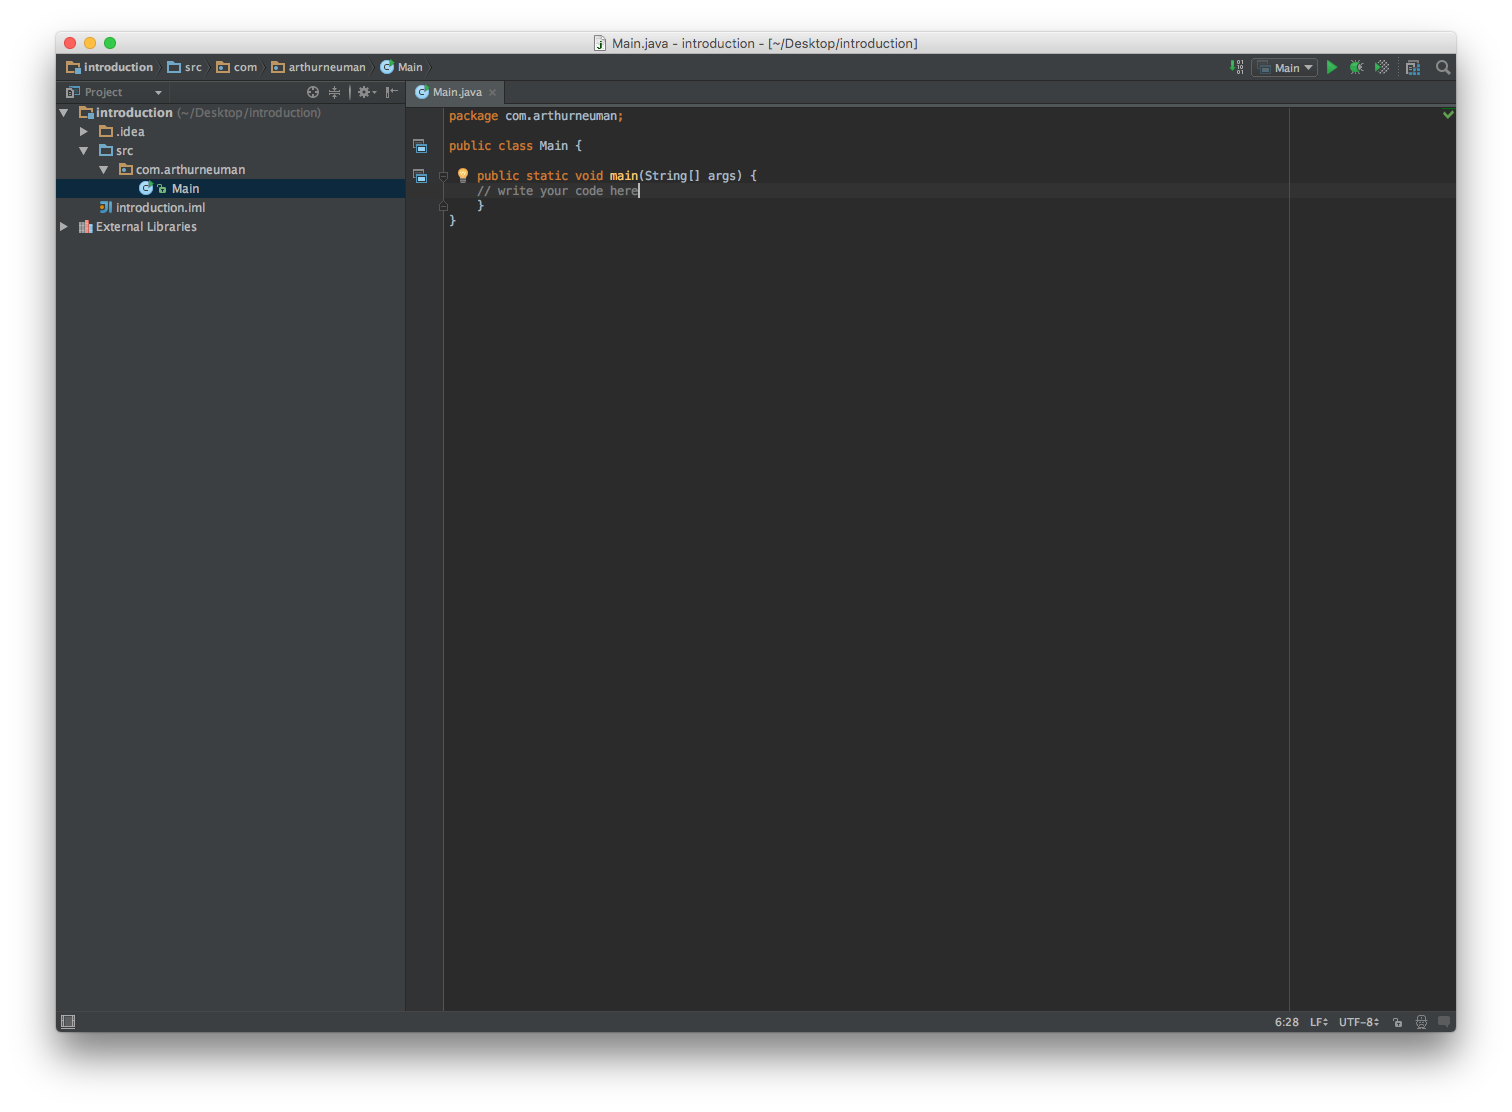 Main.java - introduction - [~/Desktop/introduction]
introduction src com arthurneuman Main
Main
Project
Main.java
introduction (~/Desktop/introduction)
.idea
src
com.arthurneuman
Main
introduction.iml
External Libraries
package com.arthurneuman;
public class Main {
public static void main(String[] args) {
// write your code here
}
}
6:28 LF UTF-8